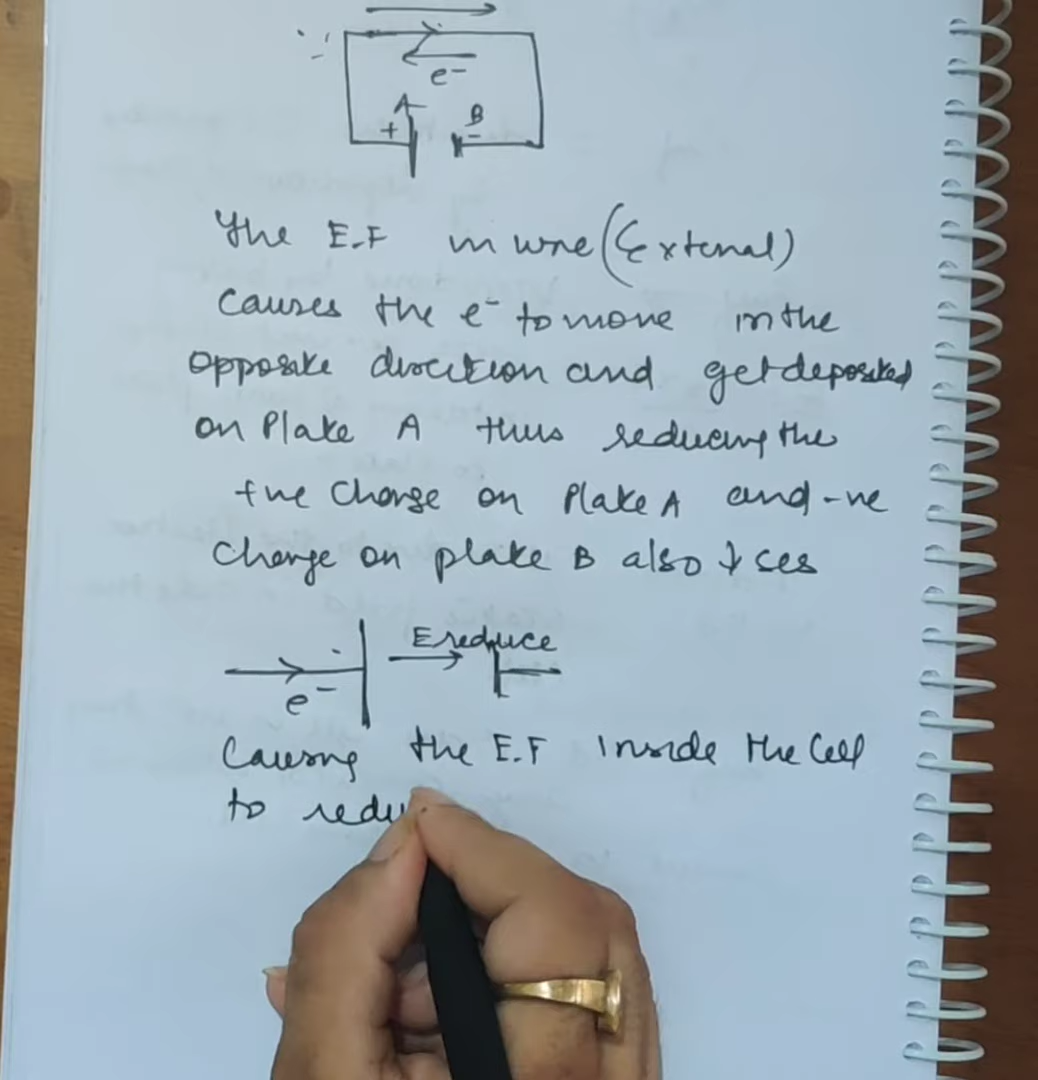 e-
A
B
+
-
The E.F in wire (External)
causes the e- to move in the
opposite direction and get deposited
on Plate A thus reducing the
+ve Charge on Plate A and -ve
Charge on plate B also ↓ ces
E reduce
e-
Causing the E.F Inside the Cell
to redu